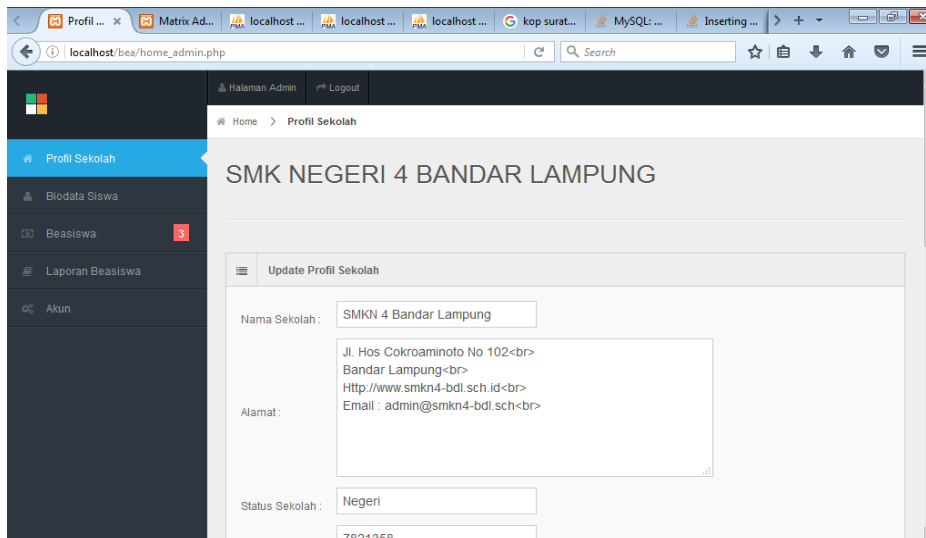 Profil ...
Matrix Ad...
localhost ...
localhost ...
localhost ...
kop surat...
MySQL: ...
Inserting ...
localhost/bea/home_admin.php
Search
Halaman Admin
Logout
Home > Profil Sekolah
Profil Sekolah
Biodata Siswa
Beasiswa 3
Laporan Beasiswa
Akun
SMK NEGERI 4 BANDAR LAMPUNG
Update Profil Sekolah
Nama Sekolah : SMKN 4 Bandar Lampung
Alamat :
Jl. Hos Cokroaminoto No 102<br>
Bandar Lampung<br>
Http://www.smkn4-bdl.sch.id<br>
Email : admin@smkn4-bdl.sch<br>
Status Sekolah : Negeri